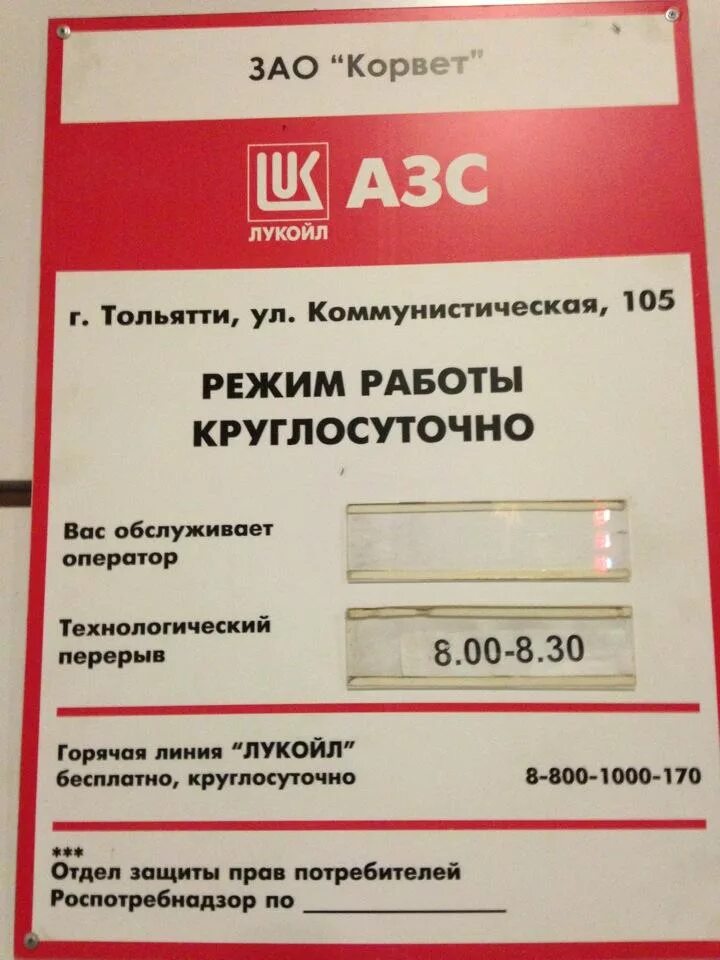 ЗАО "Корвет"
LUK АЗС
ЛУКОЙЛ
г. Тольятти, ул. Коммунистическая, 105
РЕЖИМ РАБОТЫ
КРУГЛОСУТОЧНО
Вас обслуживает
оператор
Технологический
перерыв
8.00-8.30
Горячая линия "ЛУКОЙЛ"
бесплатно, круглосуточно 8-800-1000-170
***
Отдел защиты прав потребителей
Роспотребнадзор по ____________